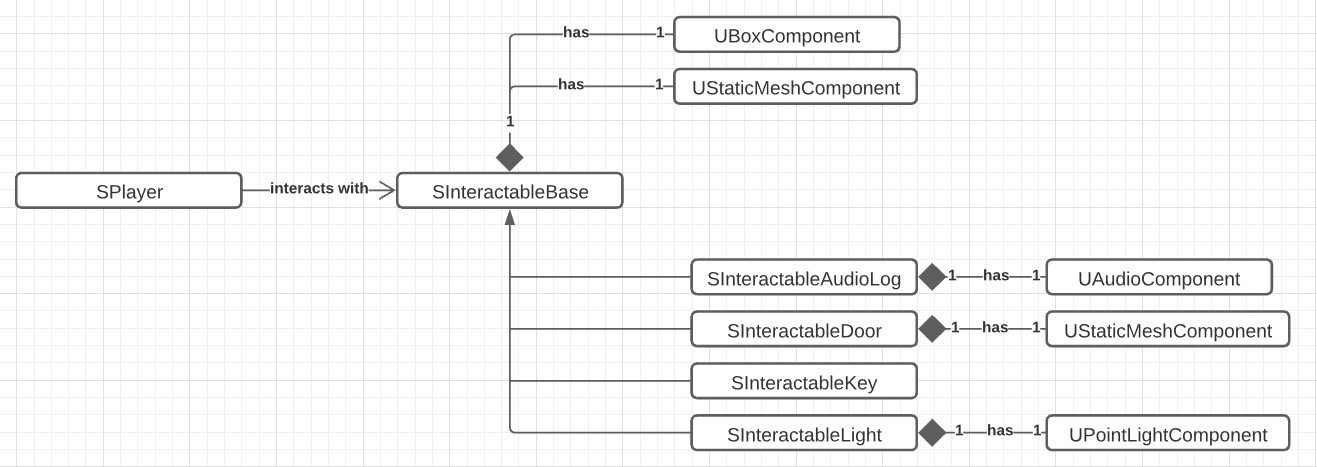 has 1 UBoxComponent
has 1 UStaticMeshComponent
1
SPlayer interacts with SInteractableBase
SInteractableAudioLog 1 has 1 UAudioComponent
SInteractableDoor 1 has 1 UStaticMeshComponent
SInteractableKey
SInteractableLight 1 has 1 UPointLightComponent